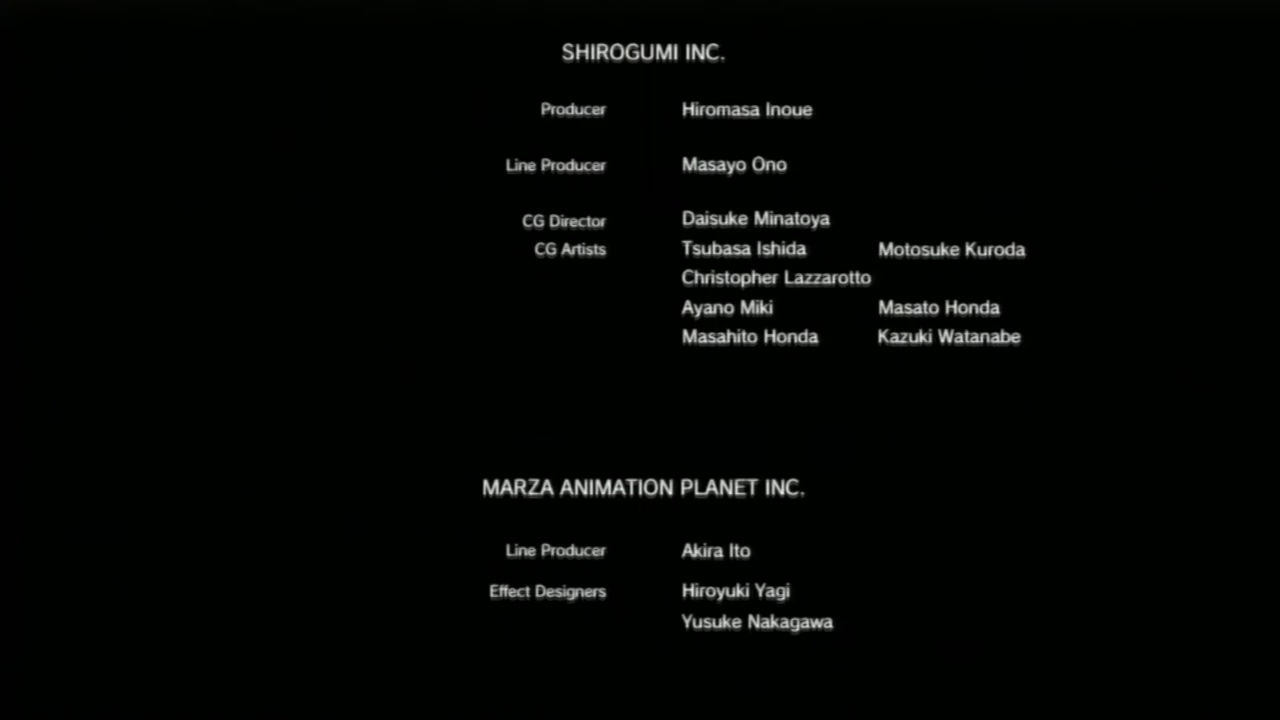 SHIROGUMI INC.
Producer Hiromasa Inoue
Line Producer Masayo Ono
CG Director Daisuke Minatoya
CG Artists Tsubasa Ishida Motosuke Kuroda
Christopher Lazzarotto
Ayano Miki Masato Honda
Masahito Honda Kazuki Watanabe
MARZA ANIMATION PLANET INC.
Line Producer Akira Ito
Effect Designers Hiroyuki Yagi
Yusuke Nakagawa